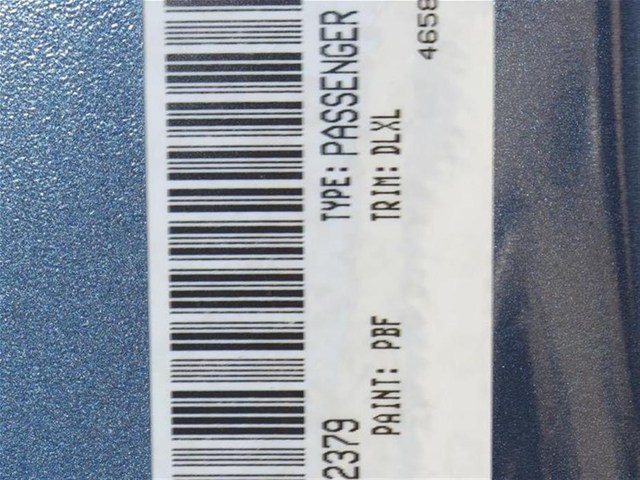 2379 TYPE: PASSENGER
PAINT: PBF TRIM: DLXL
4658